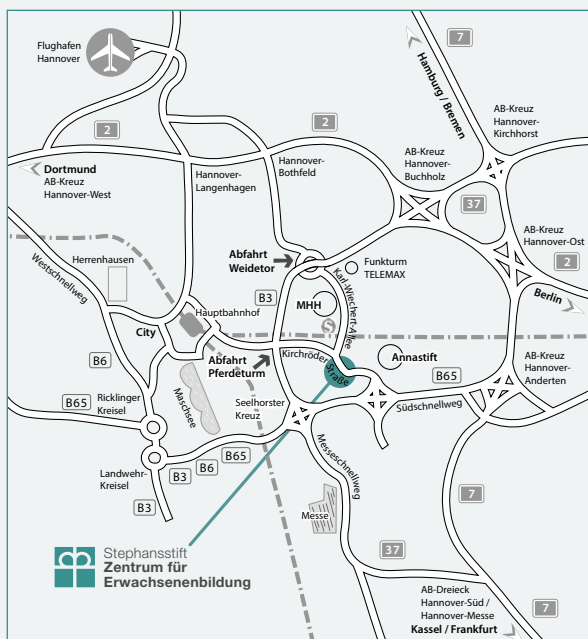 7
Flughafen
Hannover
Hamburg / Bremen
2
2
AB-Kreuz
Hannover-
Kirchhorst
Dortmund
AB-Kreuz
Hannover-West
Hannover-
Langenhagen
Hannover-
Bothfeld
AB-Kreuz
Hannover-
Buchholz
37
AB-Kreuz
Hannover-Ost
2
Berlin
Westschnellweg
Herrenhausen
Abfahrt
Weidetor
Funkturm
TELEMAX
Karl-Wiechert-Allee
B3
MHH
S
City
Hauptbahnhof
Abfahrt
Pferdeturm
Kirchröder
Straße
Annastift
B6
B65
AB-Kreuz
Hannover-
Anderten
B65
Ricklinger
Kreisel
Maschsee
Seelhorster
Kreuz
Südschnellweg
Messeschnellweg
B65
B6
B3
Landwehr-
Kreisel
B3
Messe
7
37
Stephansstift
Zentrum für
Erwachsenenbildung
AB-Dreieck
Hannover-Süd /
Hannover-Messe
Kassel / Frankfurt
7